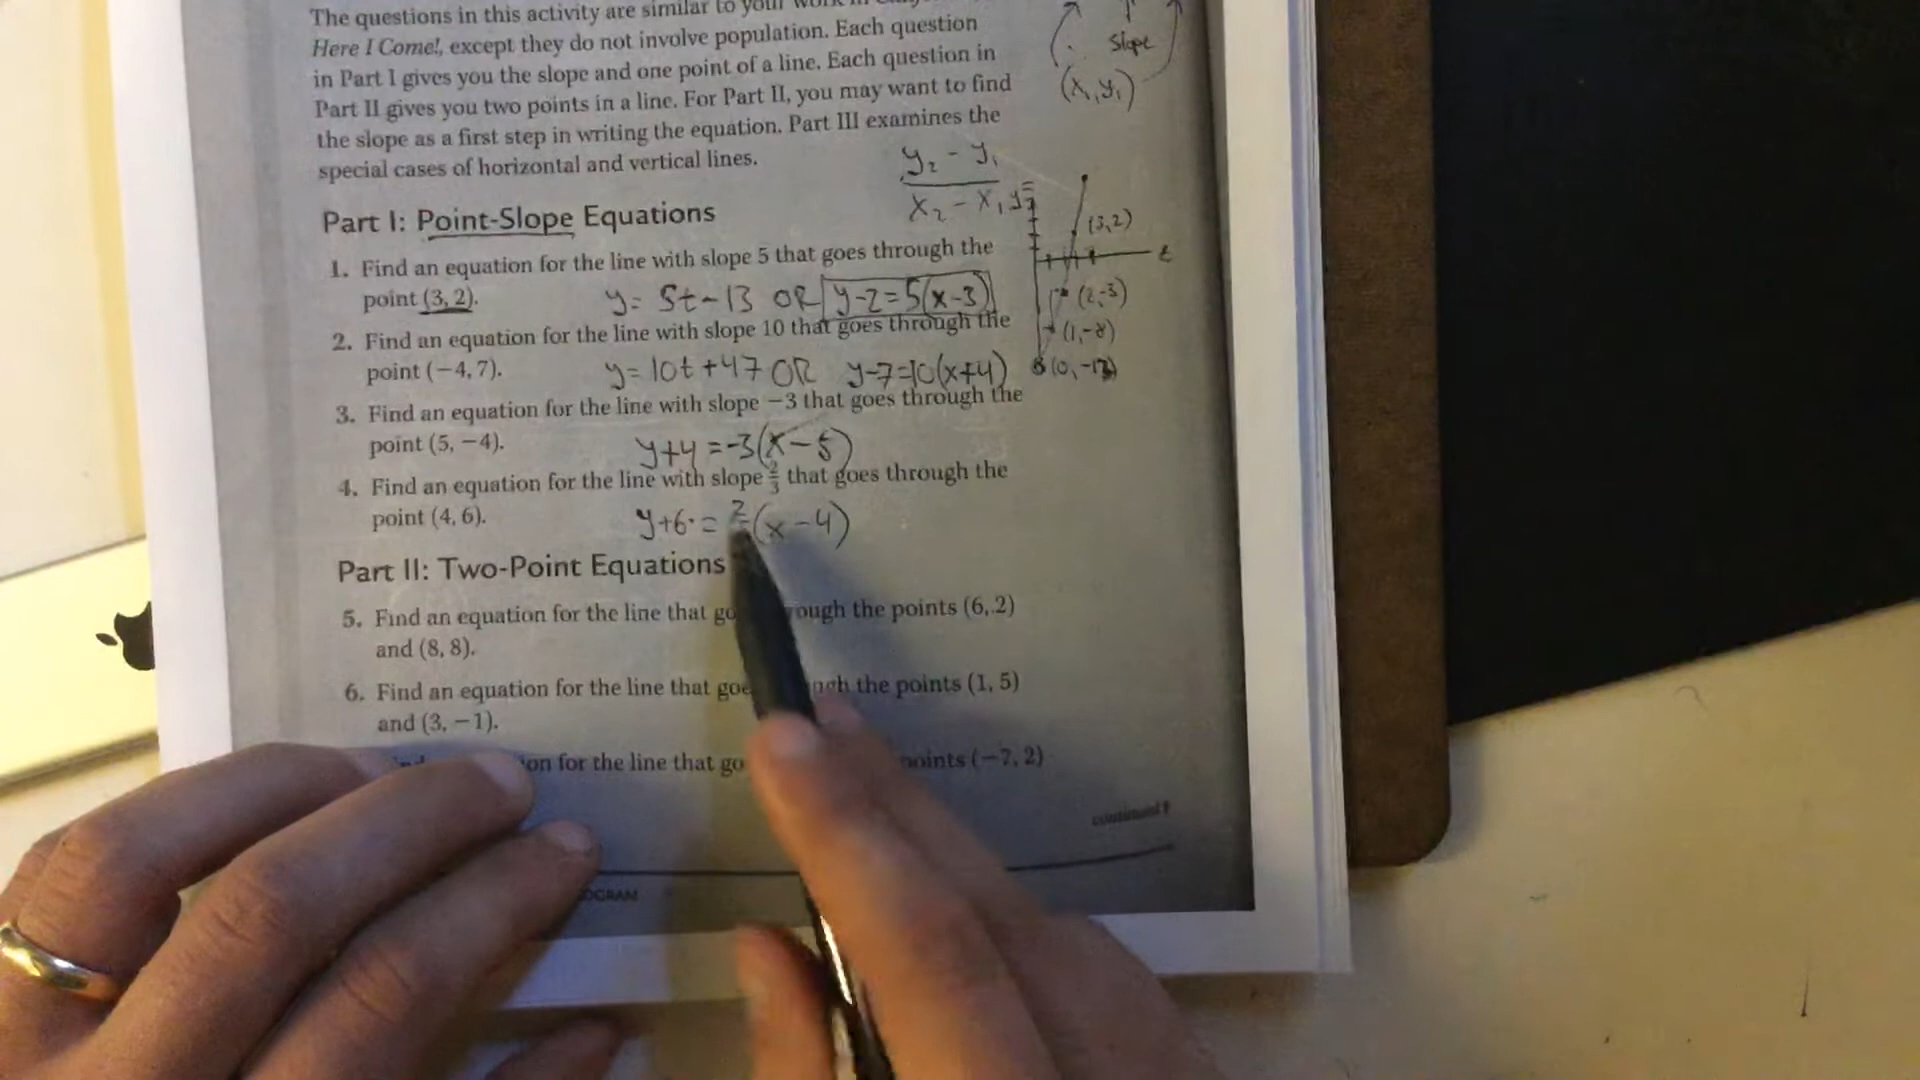 The questions in this activity are similar to your work in
Here I Come!, except they do not involve population. Each question
in Part I gives you the slope and one point of a line. Each question in
Part II gives you two points in a line. For Part II, you may want to find
the slope as a first step in writing the equation. Part III examines the
special cases of horizontal and vertical lines.
slope
(x₁, y₁)
y₂ - y₁
x₂ - x₁
Part I: Point-Slope Equations
1. Find an equation for the line with slope 5 that goes through the
point (3, 2).
y = 5t - 13 OR y-2=5(x-3)
2. Find an equation for the line with slope 10 that goes through the
point (−4, 7).
y = 10t + 47 OR y-7=10(x+4)
3. Find an equation for the line with slope −3 that goes through the
point (5, −4).
y+4 = -3(x-5)
4. Find an equation for the line with slope 2/3 that goes through the
point (4, 6).
y+6 = 2 (x-4)
(3,2)
t
(2,-3)
(1,-8)
(0,-13)
Part II: Two-Point Equations
5. Find an equation for the line that go ough the points (6, 2)
and (8, 8).
6. Find an equation for the line that goe ugh the points (1, 5)
and (3, −1).
ion for the line that go points (−7, 2)
continued
OGRAM